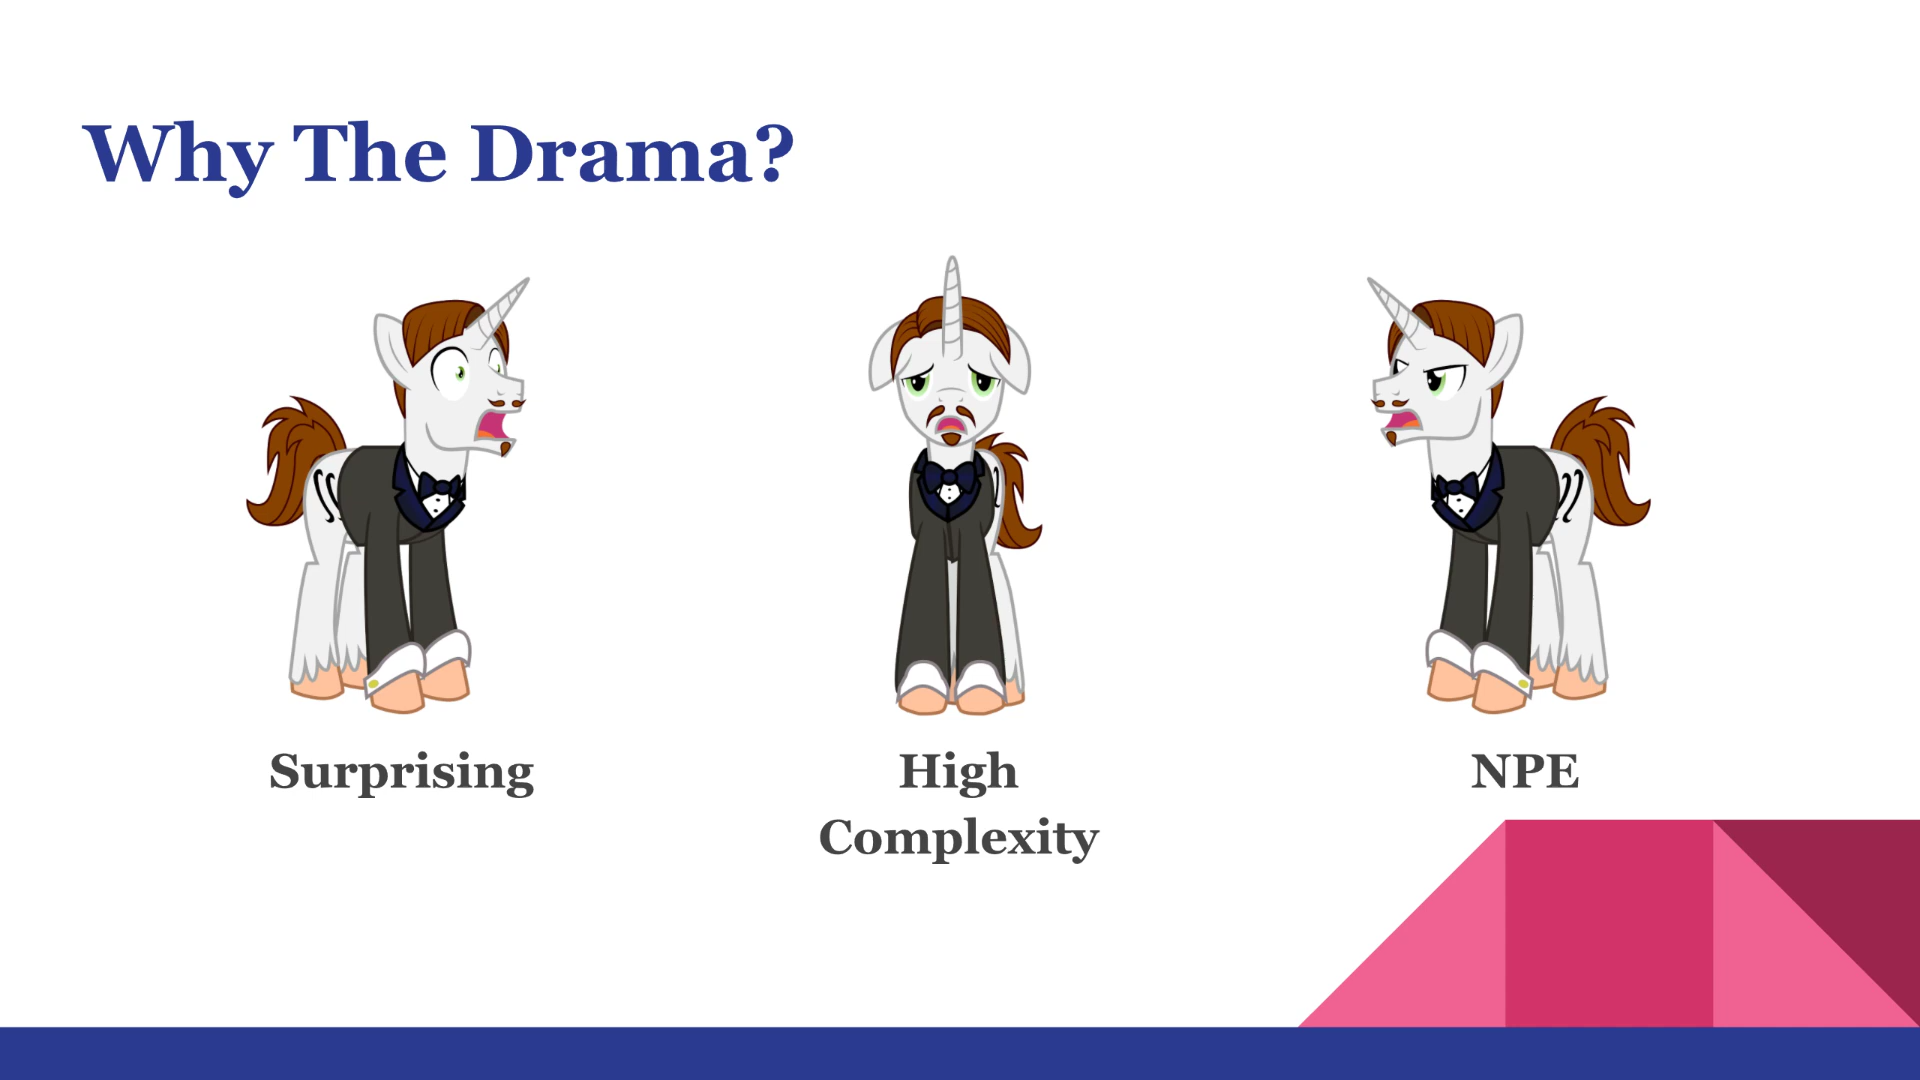 Why The Drama?
Surprising
High
Complexity
NPE